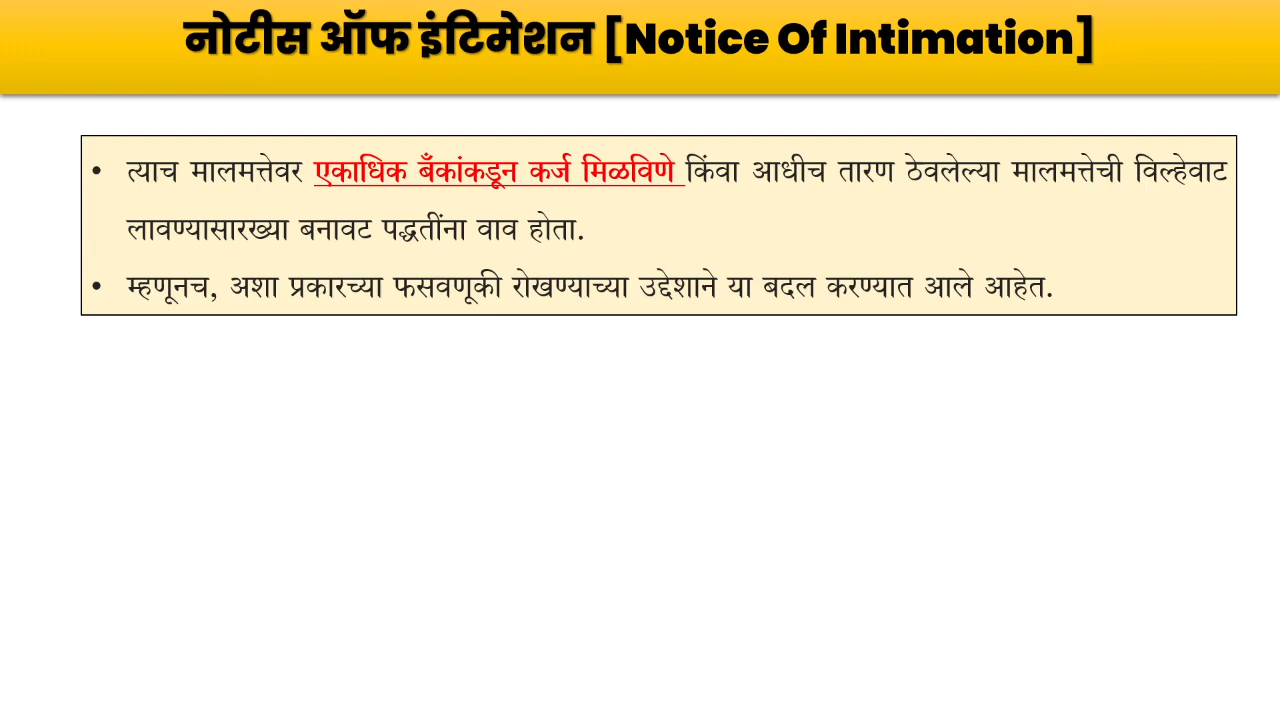 नोटीस ऑफ इंटिमेशन [Notice Of Intimation]
• त्याच मालमत्तेवर एकाधिक बँकांकडून कर्ज मिळविणे किंवा आधीच तारण ठेवलेल्या मालमत्तेची विल्हेवाट
लावण्यासारख्या बनावट पद्धतींना वाव होता.
• म्हणूनच, अशा प्रकारच्या फसवणूकी रोखण्याच्या उद्देशाने या बदल करण्यात आले आहेत.